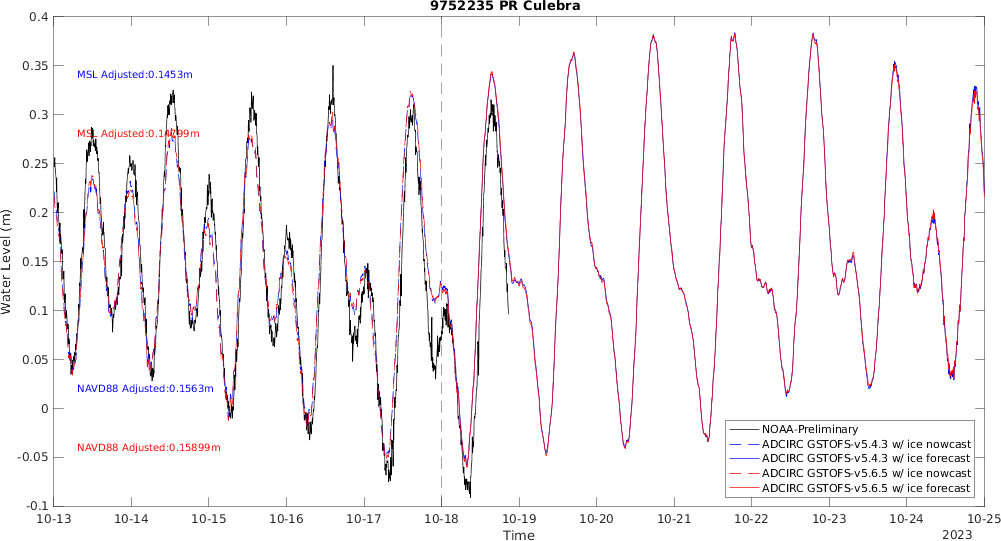 9752235 PR Culebra
0.4
0.35
0.3
0.25
0.2
0.15
0.1
0.05
0
-0.05
-0.1
Water Level (m)
MSL Adjusted:0.1453m
NAVD88 Adjusted:0.1563m
NAVD88 Adjusted:0.15899m
NOAA-Preliminary
ADCIRC GSTOFS-v5.4.3 w/ ice nowcast
ADCIRC GSTOFS-v5.4.3 w/ ice forecast
ADCIRC GSTOFS-v5.6.5 w/ ice nowcast
ADCIRC GSTOFS-v5.6.5 w/ ice forecast
10-13 10-14 10-15 10-16 10-17 10-18 10-19 10-20 10-21 10-22 10-23 10-24 10-25
Time
2023